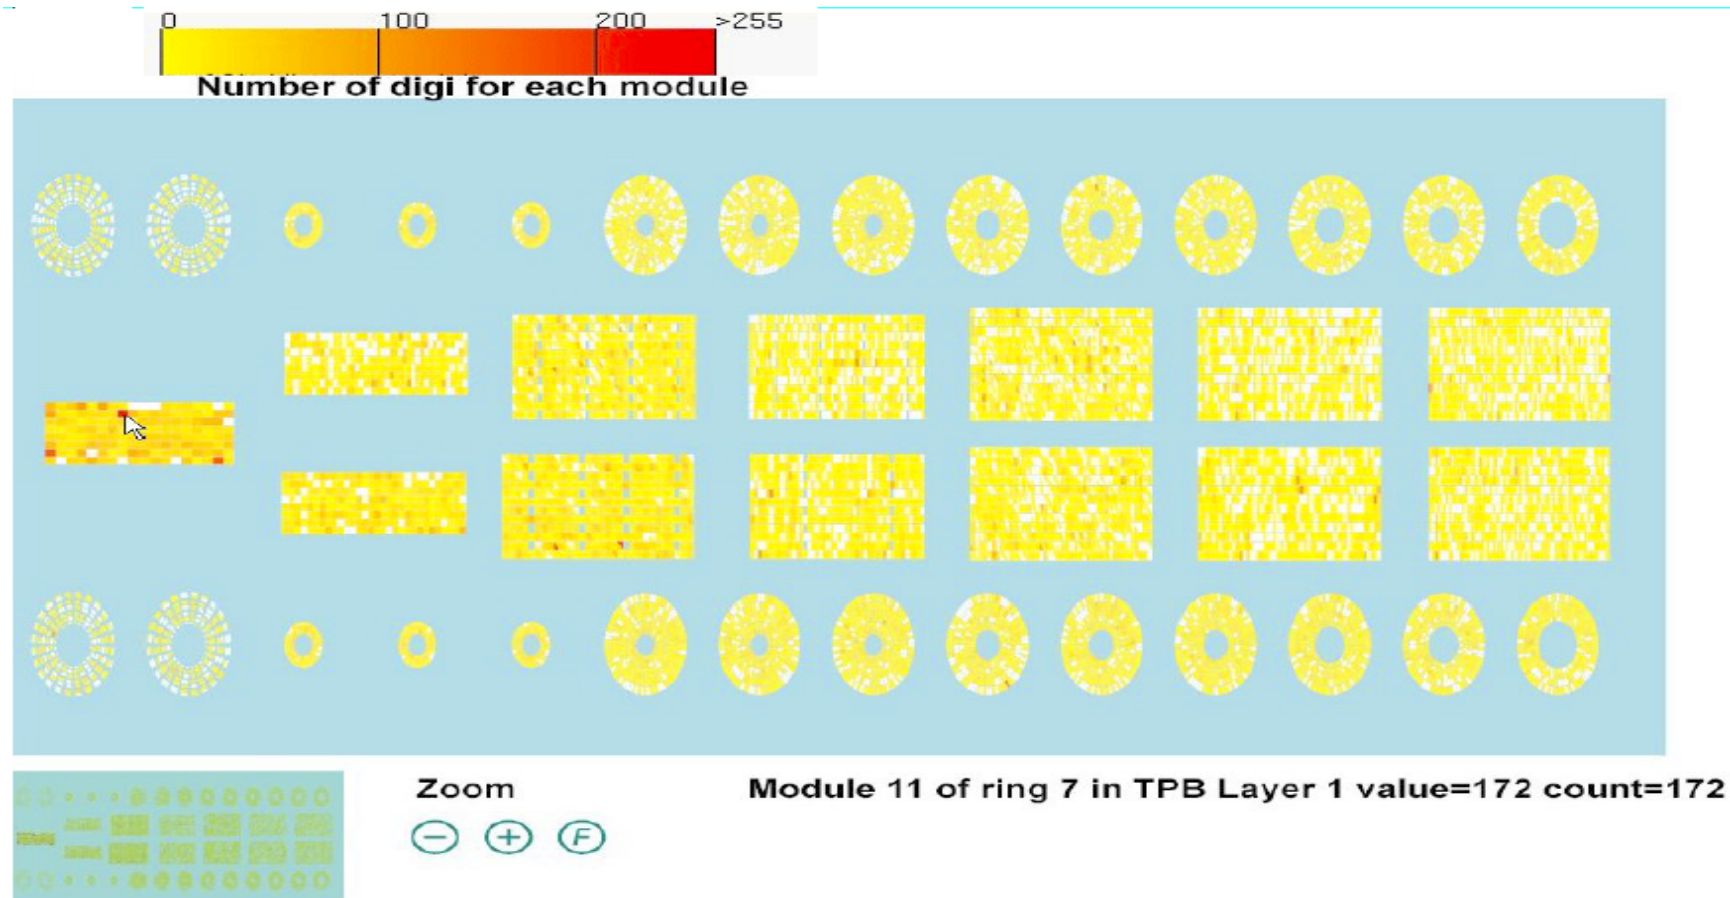 0 100 200 >255
Number of digi for each module
Zoom
Module 11 of ring 7 in TPB Layer 1 value=172 count=172
F